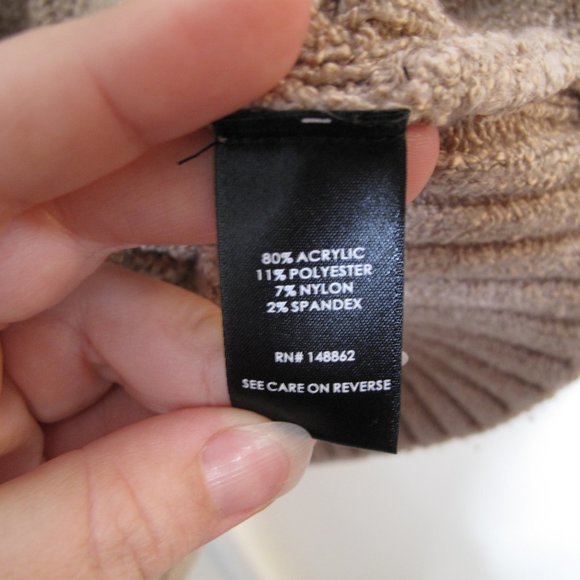 80% ACRYLIC
11% POLYESTER
7% NYLON
2% SPANDEX
RN# 148862
SEE CARE ON REVERSE